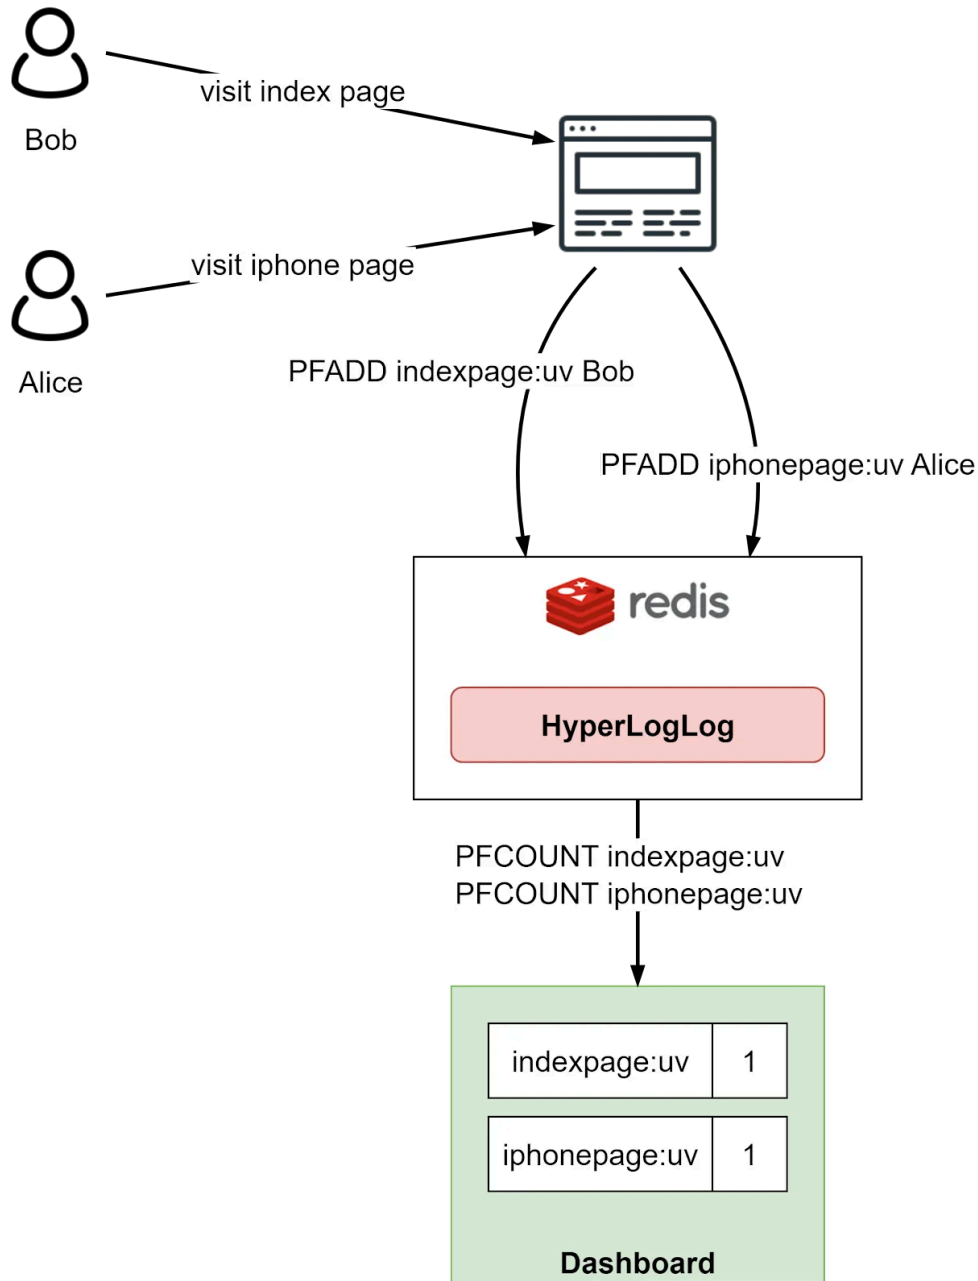 visit index page
Bob
visit iphone page
Alice
PFADD indexpage:uv Bob
PFADD iphonepage:uv Alice
redis
HyperLogLog
PFCOUNT indexpage:uv
PFCOUNT iphonepage:uv
indexpage:uv 1
iphonepage:uv 1
Dashboard